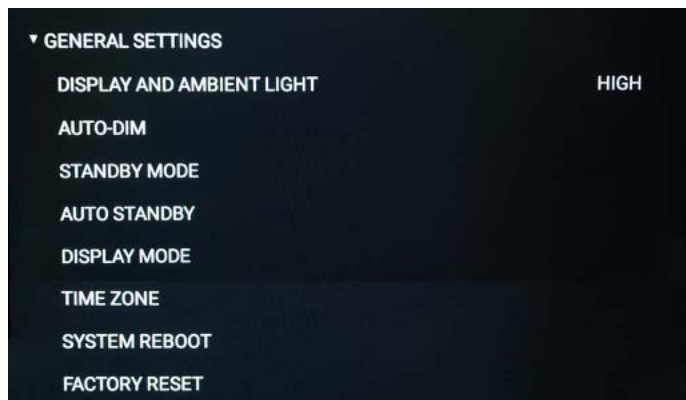 GENERAL SETTINGS
DISPLAY AND AMBIENT LIGHT HIGH
AUTO-DIM
STANDBY MODE
AUTO STANDBY
DISPLAY MODE
TIME ZONE
SYSTEM REBOOT
FACTORY RESET